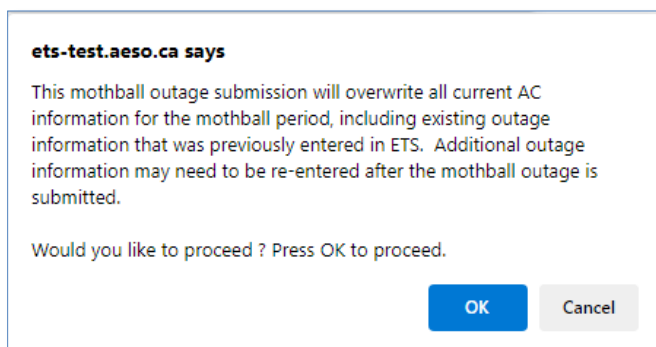 ets-test.aeso.ca says
This mothball outage submission will overwrite all current AC
information for the mothball period, including existing outage
information that was previously entered in ETS.  Additional outage
information may need to be re-entered after the mothball outage is
submitted.
Would you like to proceed ? Press OK to proceed.
OK
Cancel